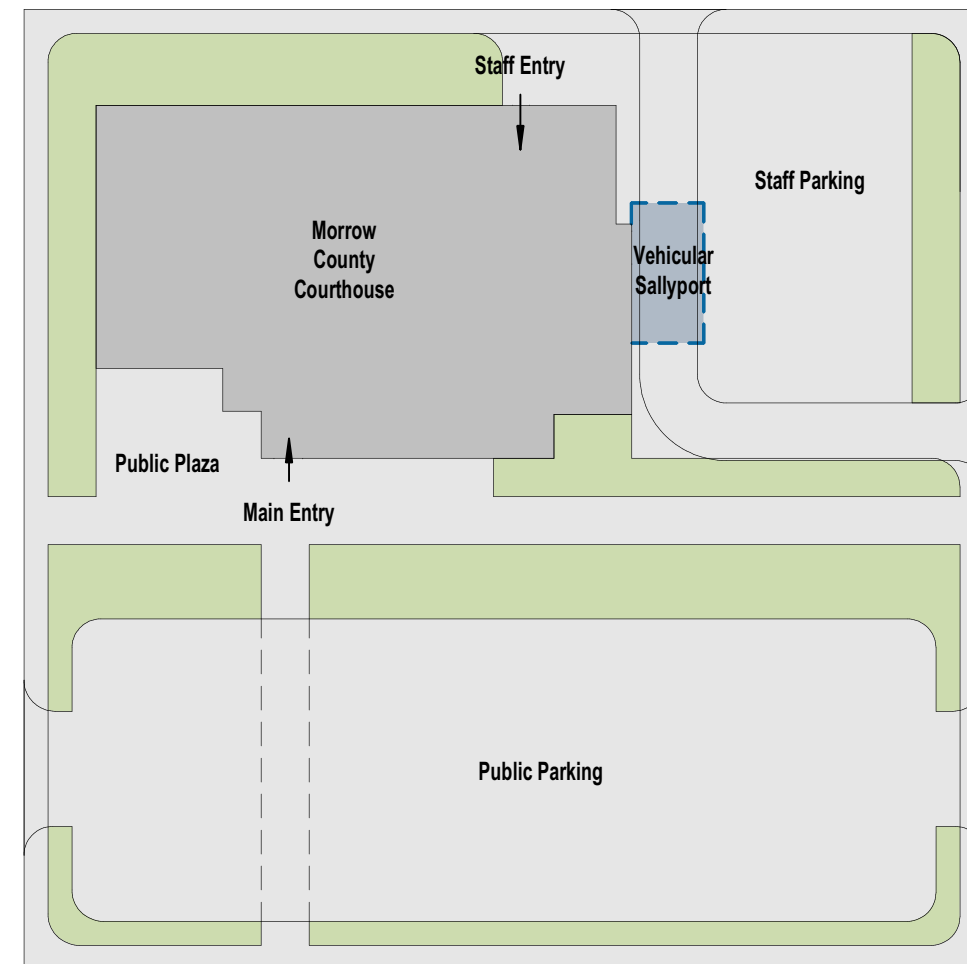 Staff Entry
Staff Parking
Morrow
County
Courthouse
Vehicular
Sallyport
Public Plaza
Main Entry
Public Parking